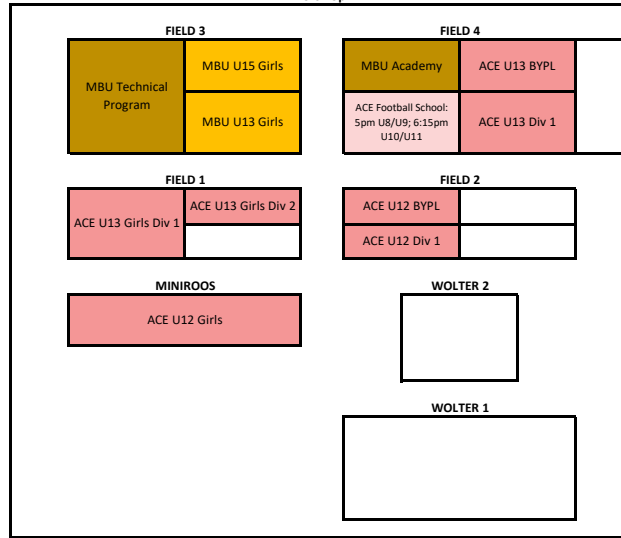 FIELD 3
FIELD 4
MBU Technical
Program
MBU U15 Girls
MBU U13 Girls
MBU Academy
ACE U13 BYPL
ACE Football School:
5pm U8/U9; 6:15pm
U10/U11
ACE U13 Div 1
FIELD 1
FIELD 2
ACE U13 Girls Div 1
ACE U13 Girls Div 2
ACE U12 BYPL
ACE U12 Div 1
MINIROOS
WOLTER 2
ACE U12 Girls
WOLTER 1